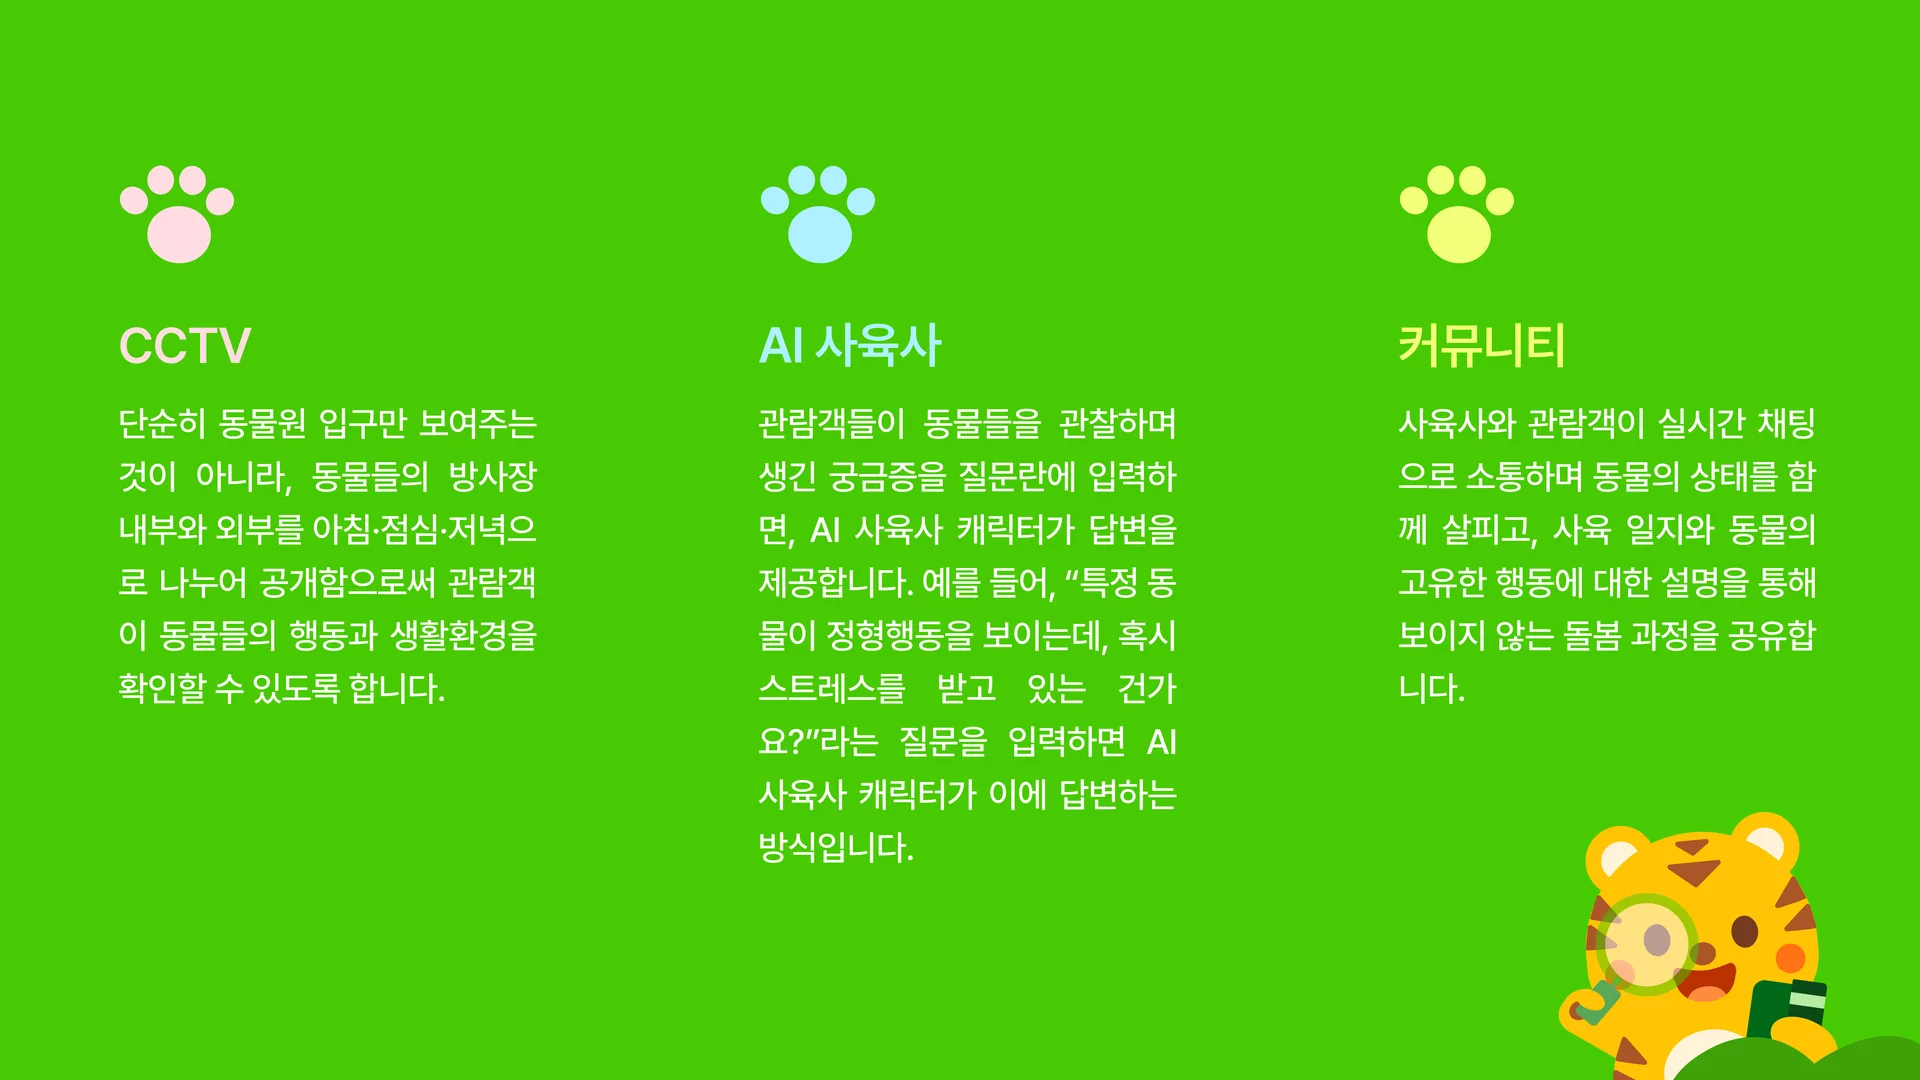 CCTV
단순히 동물원 입구만 보여주는
것이 아니라, 동물들의 방사장
내부와 외부를 아침·점심·저녁으
로 나누어 공개함으로써 관람객
이 동물들의 행동과 생활환경을
확인할 수 있도록 합니다.
AI 사육사
관람객들이 동물들을 관찰하며
생긴 궁금증을 질문란에 입력하
면, AI 사육사 캐릭터가 답변을
제공합니다. 예를 들어, “특정 동
물이 정형행동을 보이는데, 혹시
스트레스를 받고 있는 건가
요?”라는 질문을 입력하면 AI
사육사 캐릭터가 이에 답변하는
방식입니다.
커뮤니티
사육사와 관람객이 실시간 채팅
으로 소통하며 동물의 상태를 함
께 살피고, 사육 일지와 동물의
고유한 행동에 대한 설명을 통해
보이지 않는 돌봄 과정을 공유합
니다.